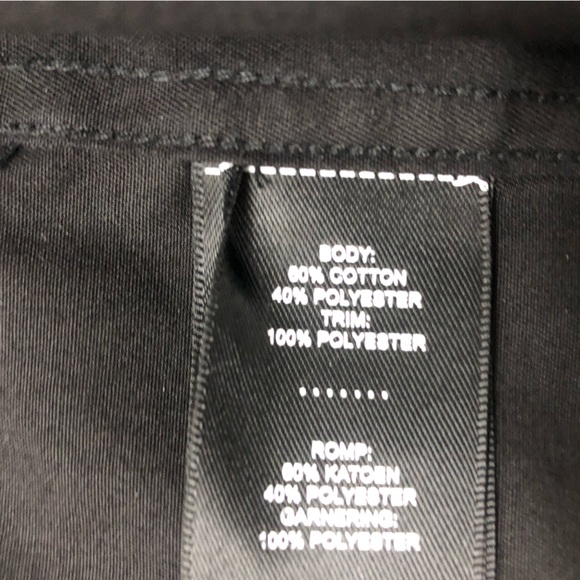 BODY:
60% COTTON
40% POLYESTER
TRIM:
100% POLYESTER
.......
ROMP:
60% KATOEN
40% POLYESTER
GARNERING:
100% POLYESTER